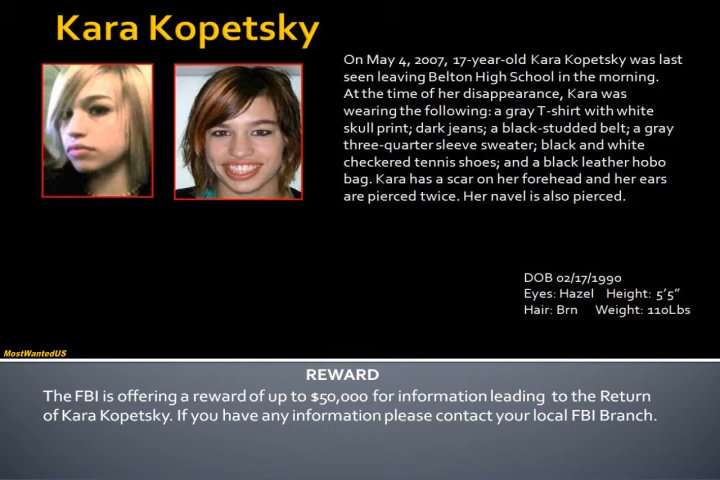 Kara Kopetsky
On May 4, 2007, 17-year-old Kara Kopetsky was last
seen leaving Belton High School in the morning.
At the time of her disappearance, Kara was
wearing the following: a gray T-shirt with white
skull print; dark jeans; a black-studded belt; a gray
three-quarter sleeve sweater; black and white
checkered tennis shoes; and a black leather hobo
bag. Kara has a scar on her forehead and her ears
are pierced twice. Her navel is also pierced.
DOB 02/17/1990
Eyes: Hazel Height: 5'5"
Hair: Brn Weight: 110Lbs
MostWantedUS
REWARD
The FBI is offering a reward of up to $50,000 for information leading to the Return
of Kara Kopetsky. If you have any information please contact your local FBI Branch.